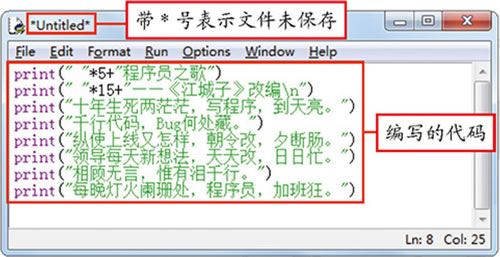 *Untitled*
带*号表示文件未保存
File Edit Format Run Options Window Help
print(" "*5+"程序员之歌")
print(" "*15+"——《江城子》改编\n")
print("十年生死两茫茫，写程序，到天亮。")
print("千行代码，Bug何处藏。")
print("纵使上线又怎样，朝令改，夕断肠。")
print("领导每天新想法，天天改，日日忙。")
print("相顾无言，惟有泪千行。")
print("每晚灯火阑珊处，程序员，加班狂。")
编写的代码
Ln: 8 Col: 25